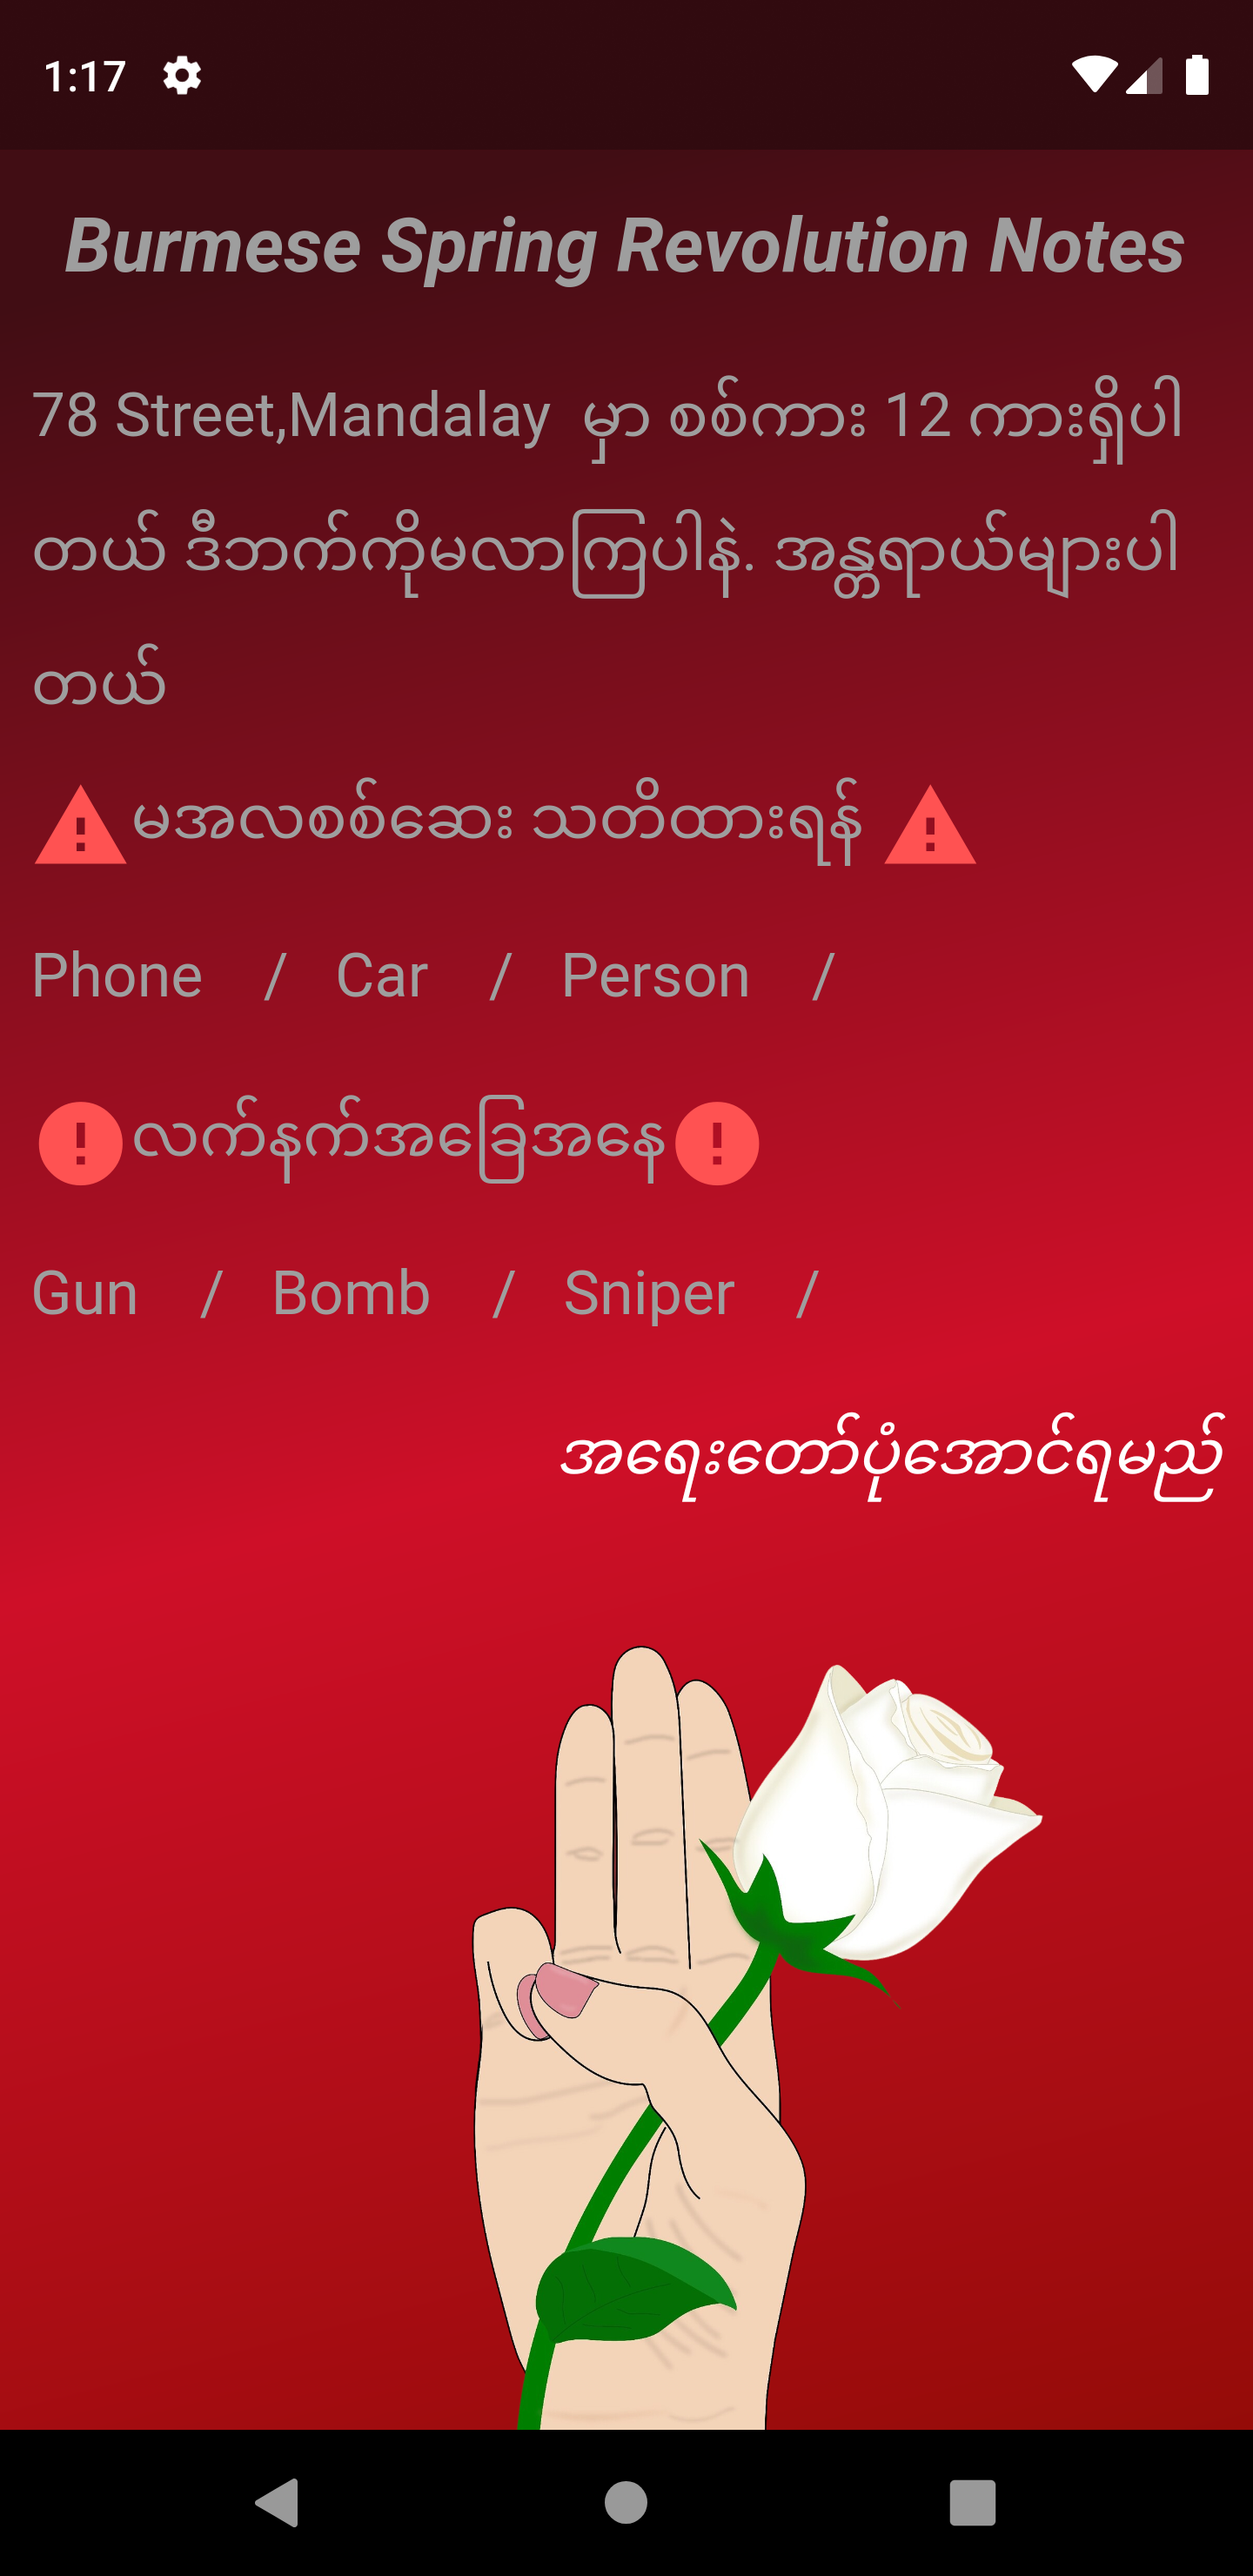 1:17
Burmese Spring Revolution Notes
78 Street,Mandalay မှာ စစ်ကား 12 ကားရှိပါ
တယ် ဒီဘက်ကိုမလာကြပါနဲ့. အန္တရာယ်များပါ
တယ်
မအလစစ်ဆေး သတိထားရန်
Phone / Car / Person /
လက်နက်အခြေအနေ
Gun / Bomb / Sniper /
အရေးတော်ပုံအောင်ရမည်